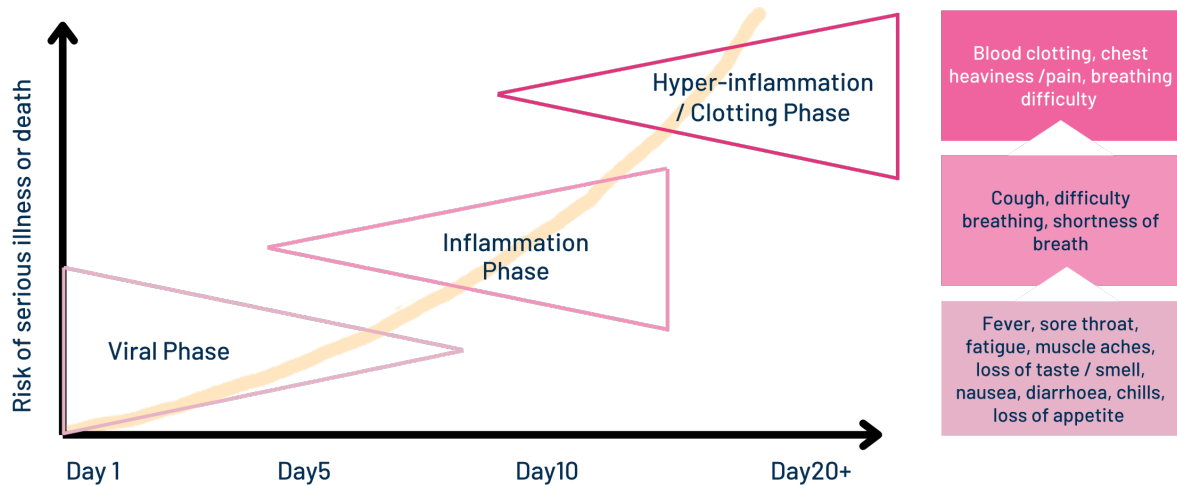 Risk of serious illness or death
Viral Phase
Inflammation
Phase
Hyper-inflammation
/ Clotting Phase
Day 1
Day5
Day10
Day20+
Blood clotting, chest
heaviness /pain, breathing
difficulty
Cough, difficulty
breathing, shortness of
breath
Fever, sore throat,
fatigue, muscle aches,
loss of taste / smell,
nausea, diarrhoea, chills,
loss of appetite